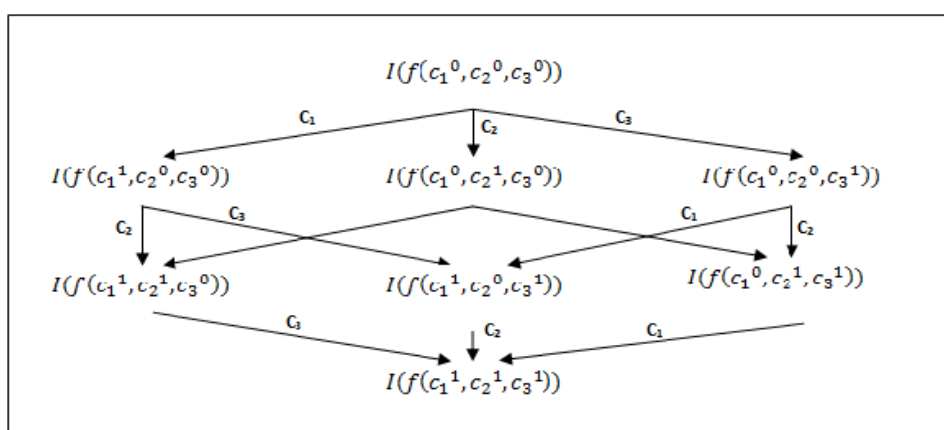 I(f(c₁⁰,c₂⁰,c₃⁰))
C₁ C₂ C₃
I(f(c₁¹,c₂⁰,c₃⁰)) I(f(c₁⁰,c₂¹,c₃⁰)) I(f(c₁⁰,c₂⁰,c₃¹))
C₂ C₃ C₁ C₂
I(f(c₁¹,c₂¹,c₃⁰)) I(f(c₁¹,c₂⁰,c₃¹)) I(f(c₁⁰,c₂¹,c₃¹))
C₃ C₂ C₁
I(f(c₁¹,c₂¹,c₃¹))